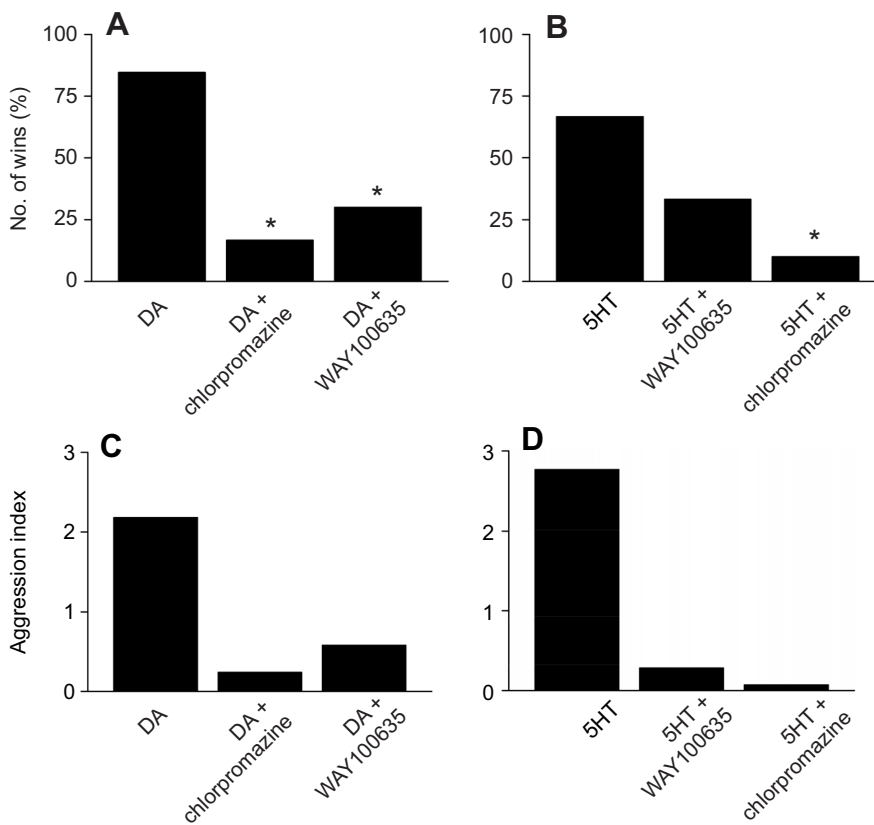 A
No. of wins (%)
100
75
50
25
0
*
*
DA
DA +
chlorpromazine
DA +
WAY100635
B
100
75
50
25
0
*
5HT
5HT +
WAY100635
5HT +
chlorpromazine
C
Aggression index
3
2
1
0
DA
DA +
chlorpromazine
DA +
WAY100635
D
3
2
1
0
5HT
5HT +
WAY100635
5HT +
chlorpromazine